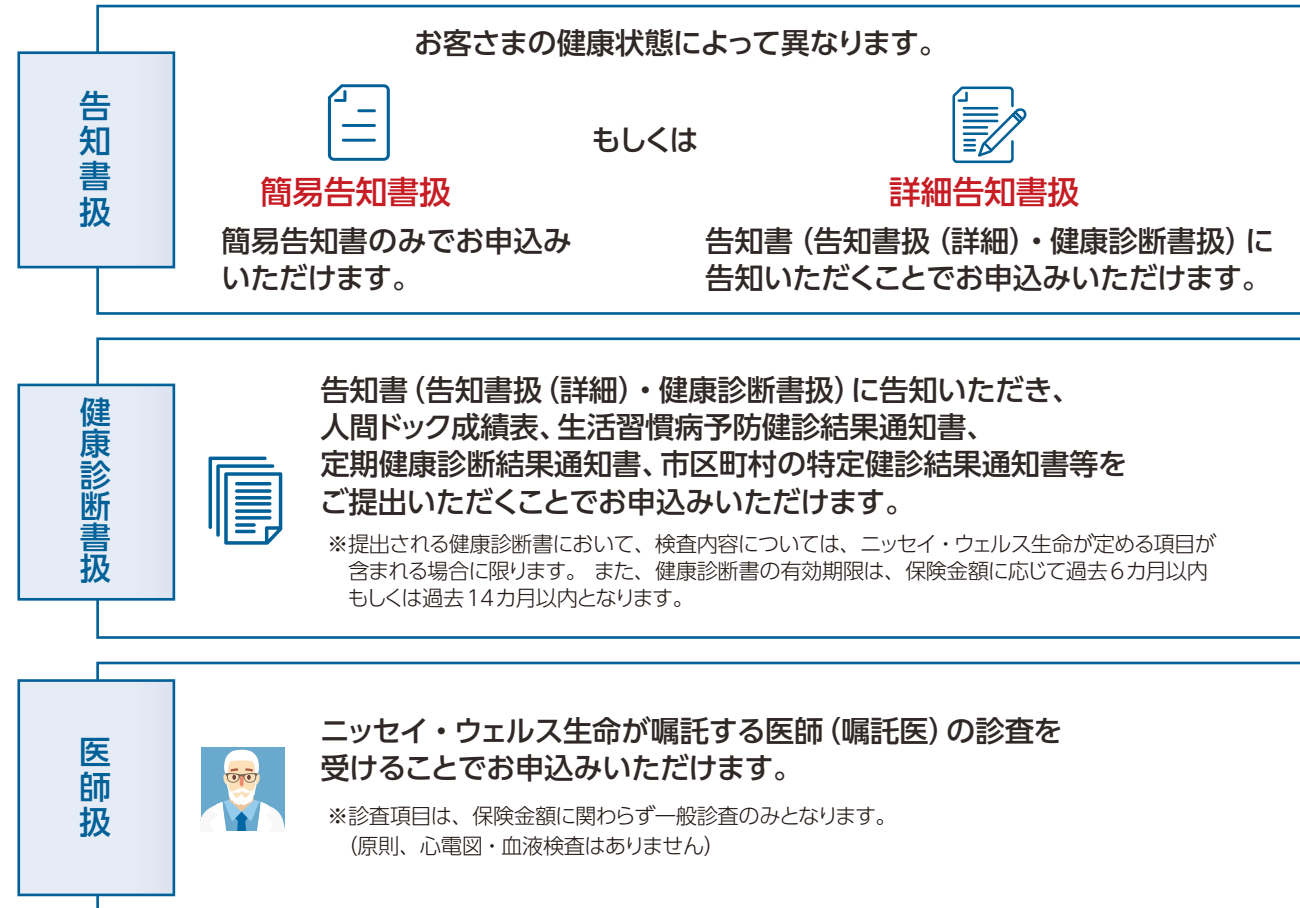 告知書扱
お客さまの健康状態によって異なります。
簡易告知書扱
簡易告知書のみでお申込み
いただけます。
もしくは
詳細告知書扱
告知書（告知書扱（詳細）・健康診断書扱）に
告知いただくことでお申込みいただけます。
健康診断書扱
告知書（告知書扱（詳細）・健康診断書扱）に告知いただき、
人間ドック成績表、生活習慣病予防健診結果通知書、
定期健康診断結果通知書、市区町村の特定健診結果通知書等を
ご提出いただくことでお申込みいただけます。
※提出される健康診断書において、検査内容については、ニッセイ・ウェルス生命が定める項目が
含まれる場合に限ります。 また、健康診断書の有効期限は、保険金額に応じて過去6カ月以内
もしくは過去14カ月以内となります。
医師扱
ニッセイ・ウェルス生命が嘱託する医師（嘱託医）の診査を
受けることでお申込みいただけます。
※診査項目は、保険金額に関わらず一般診査のみとなります。
（原則、心電図・血液検査はありません）